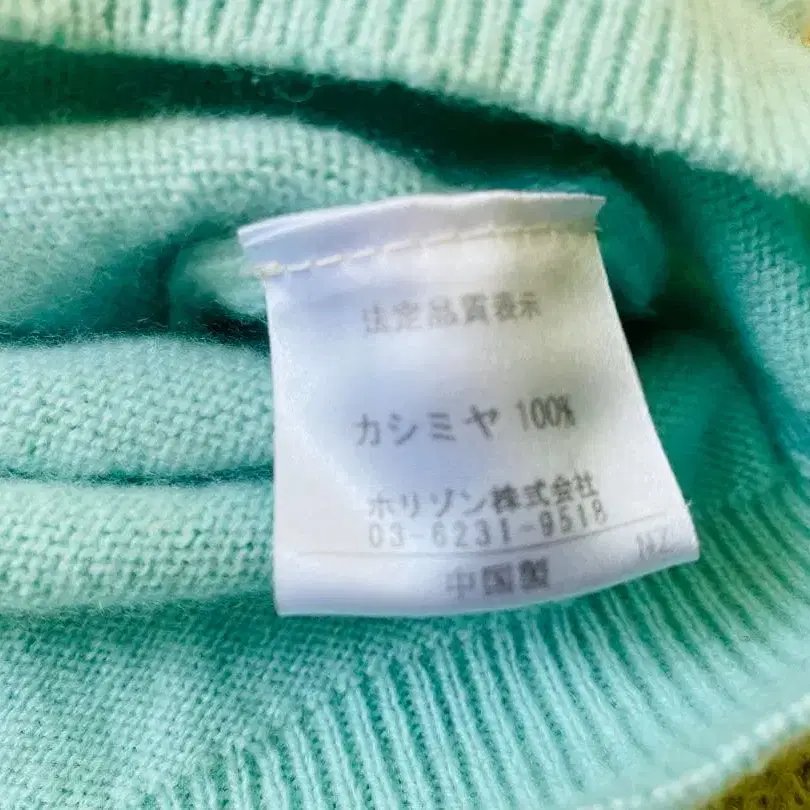 法定品質表示
カシミヤ 100%
ホリゾン株式会社
03-6231-9518
NZ
中国製